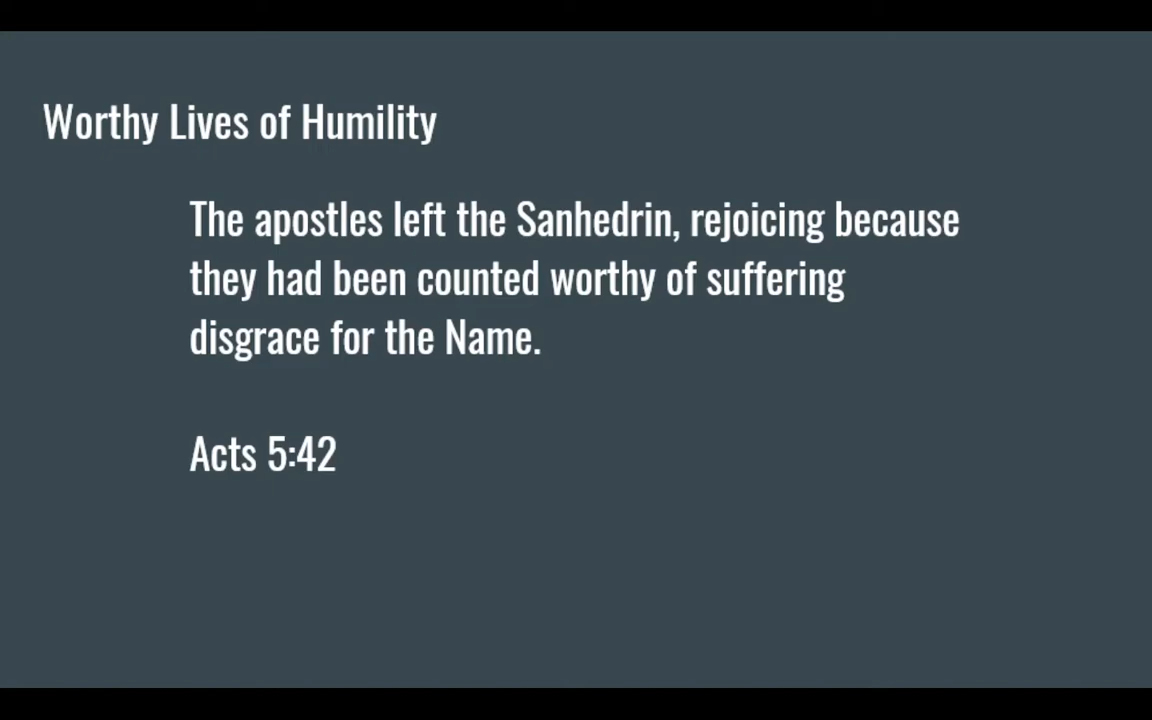 Worthy Lives of Humility
The apostles left the Sanhedrin, rejoicing because
they had been counted worthy of suffering
disgrace for the Name.
Acts 5:42